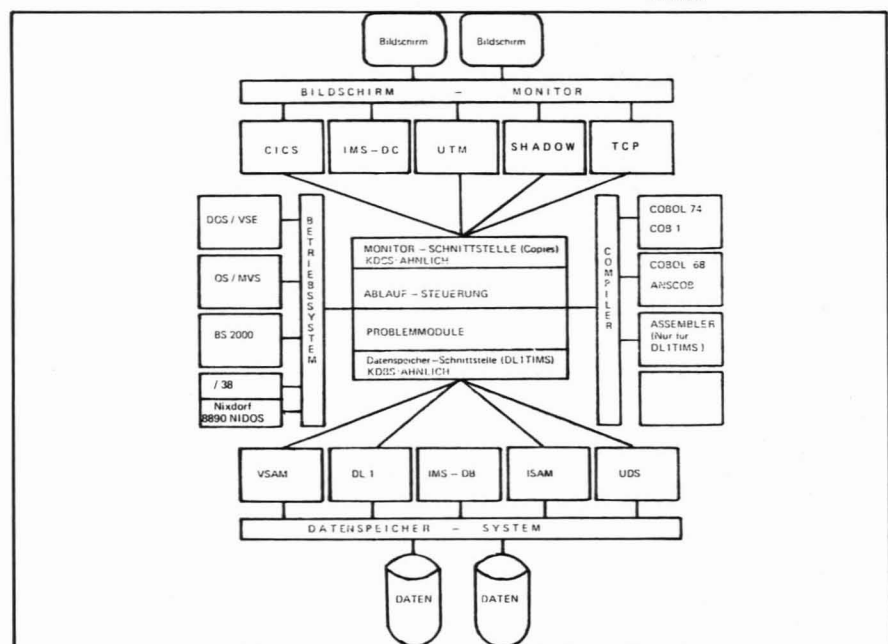 Bildschirm
Bildschirm
BILDSCHIRM – MONITOR
CICS
IMS–DC
UTM
SHADOW
TCP
DOS / VSE
OS / MVS
BS 2000
/ 38
Nixdorf
8890 NIDOS
BETRIEBSSYSTEM
MONITOR – SCHNITTSTELLE (Copies)
KDCS-ÄHNLICH
ABLAUF – STEUERUNG
PROBLEMMODULE
Datenspeicher – Schnittstelle (DL1TIMS)
KDBS-ÄHNLICH
COMPILER
COBOL 74
COB 1
COBOL 68
ANSCOB
ASSEMBLER
(Nur für
DL1TIMS)
VSAM
DL 1
IMS – DB
ISAM
UDS
DATENSPEICHER – SYSTEM
DATEN
DATEN